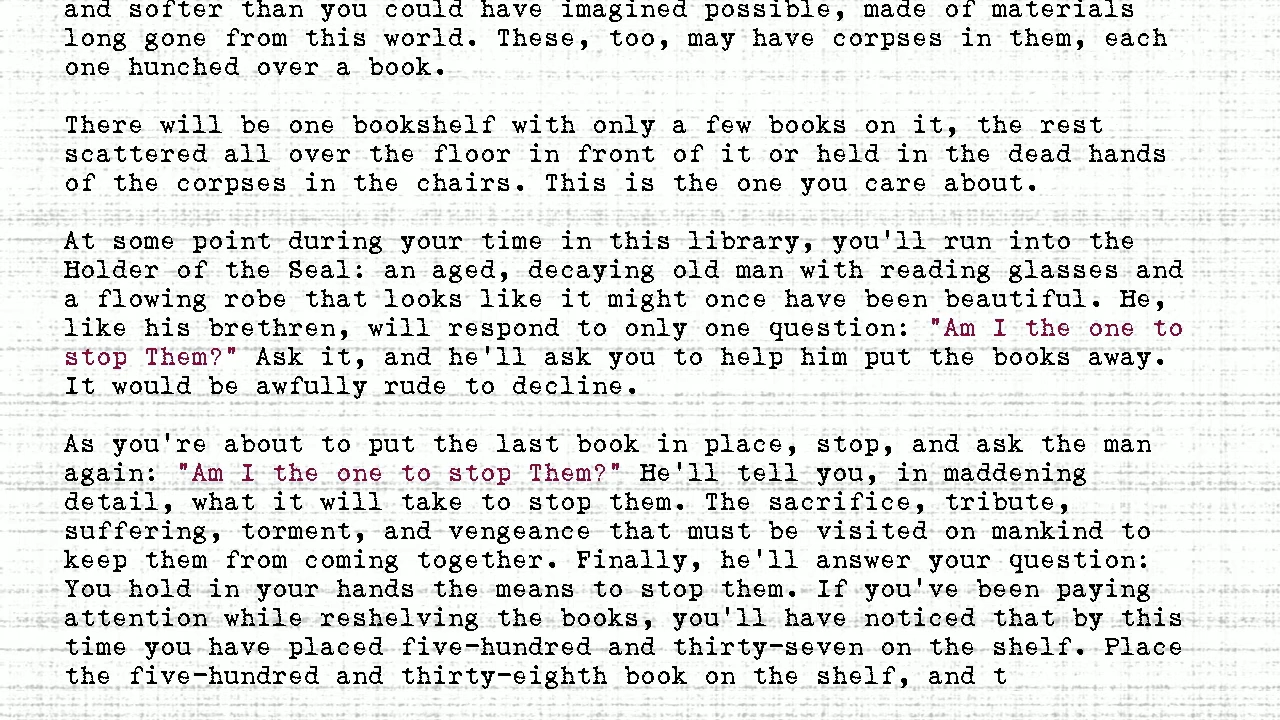 and softer than you could have imagined possible, made of materials
long gone from this world. These, too, may have corpses in them, each
one hunched over a book.
There will be one bookshelf with only a few books on it, the rest
scattered all over the floor in front of it or held in the dead hands
of the corpses in the chairs. This is the one you care about.
At some point during your time in this library, you'll run into the
Holder of the Seal: an aged, decaying old man with reading glasses and
a flowing robe that looks like it might once have been beautiful. He,
like his brethren, will respond to only one question: "Am I the one to
stop Them?" Ask it, and he'll ask you to help him put the books away.
It would be awfully rude to decline.
As you're about to put the last book in place, stop, and ask the man
again: "Am I the one to stop Them?" He'll tell you, in maddening
detail, what it will take to stop them. The sacrifice, tribute,
suffering, torment, and vengeance that must be visited on mankind to
keep them from coming together. Finally, he'll answer your question:
You hold in your hands the means to stop them. If you've been paying
attention while reshelving the books, you'll have noticed that by this
time you have placed five-hundred and thirty-seven on the shelf. Place
the five-hundred and thirty-eighth book on the shelf, and t